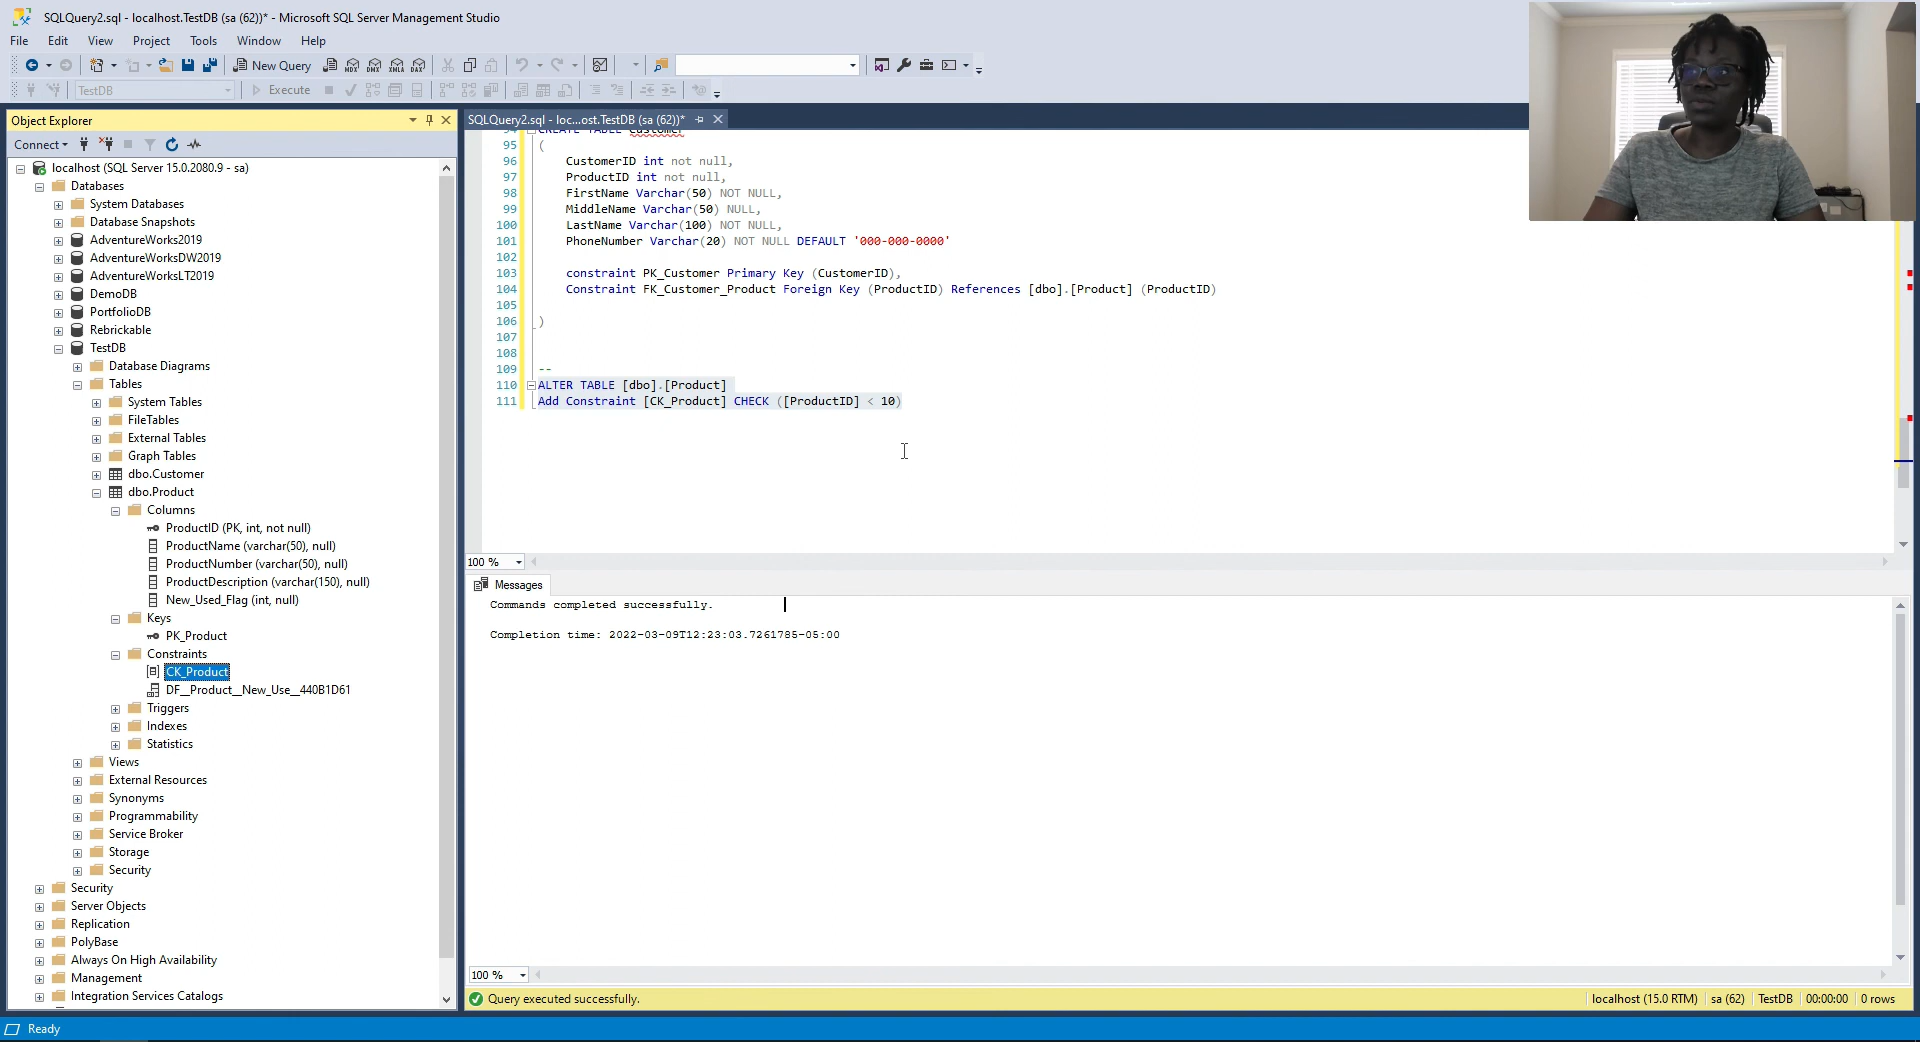 SQLQuery2.sql - localhost.TestDB (sa (62))* - Microsoft SQL Server Management Studio
File Edit View Project Tools Window Help
New Query
MDX DMX XMLA DAX
TestDB Execute
Object Explorer
Connect
localhost (SQL Server 15.0.2080.9 - sa)
Databases
System Databases
Database Snapshots
AdventureWorks2019
AdventureWorksDW2019
AdventureWorksLT2019
DemoDB
PortfolioDB
Rebrickable
TestDB
Database Diagrams
Tables
System Tables
FileTables
External Tables
Graph Tables
dbo.Customer
dbo.Product
Columns
ProductID (PK, int, not null)
ProductName (varchar(50), null)
ProductNumber (varchar(50), null)
ProductDescription (varchar(150), null)
New_Used_Flag (int, null)
Keys
PK_Product
Constraints
CK_Product
DF__Product__New_Use__440B1D61
Triggers
Indexes
Statistics
Views
External Resources
Synonyms
Programmability
Service Broker
Storage
Security
Security
Server Objects
Replication
PolyBase
Always On High Availability
Management
Integration Services Catalogs
SQLQuery2.sql - loc...ost.TestDB (sa (62))*
94 CREATE TABLE Customer
95 (
96 CustomerID int not null,
97 ProductID int not null,
98 FirstName Varchar(50) NOT NULL,
99 MiddleName Varchar(50) NULL,
100 LastName Varchar(100) NOT NULL,
101 PhoneNumber Varchar(20) NOT NULL DEFAULT '000-000-0000'
102
103 constraint PK_Customer Primary Key (CustomerID),
104 Constraint FK_Customer_Product Foreign Key (ProductID) References [dbo].[Product] (ProductID)
105
106 )
107
108
109 --
110 ALTER TABLE [dbo].[Product]
111 Add Constraint [CK_Product] CHECK ([ProductID] < 10)
100 %
Messages
Commands completed successfully.
Completion time: 2022-03-09T12:23:03.7261785-05:00
100 %
Query executed successfully.
localhost (15.0 RTM) sa (62) TestDB 00:00:00 0 rows
Ready